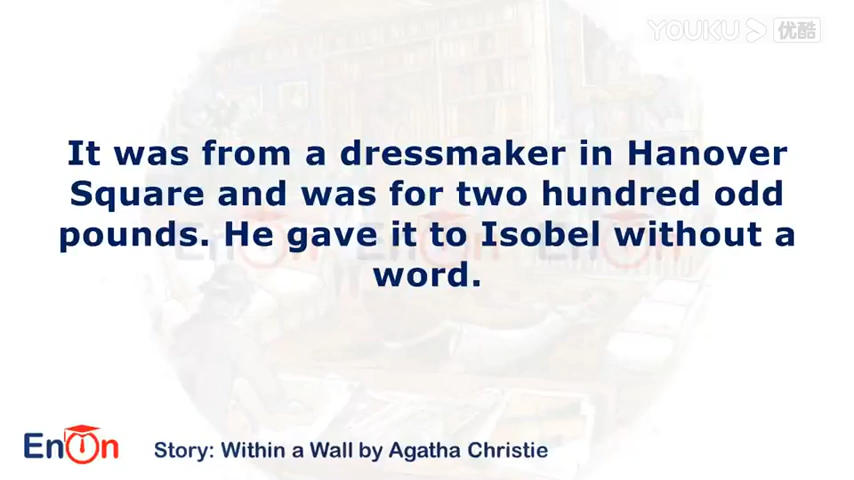 YOUKU 优酷
It was from a dressmaker in Hanover
Square and was for two hundred odd
pounds. He gave it to Isobel without a
word.
EnOn
Story: Within a Wall by Agatha Christie